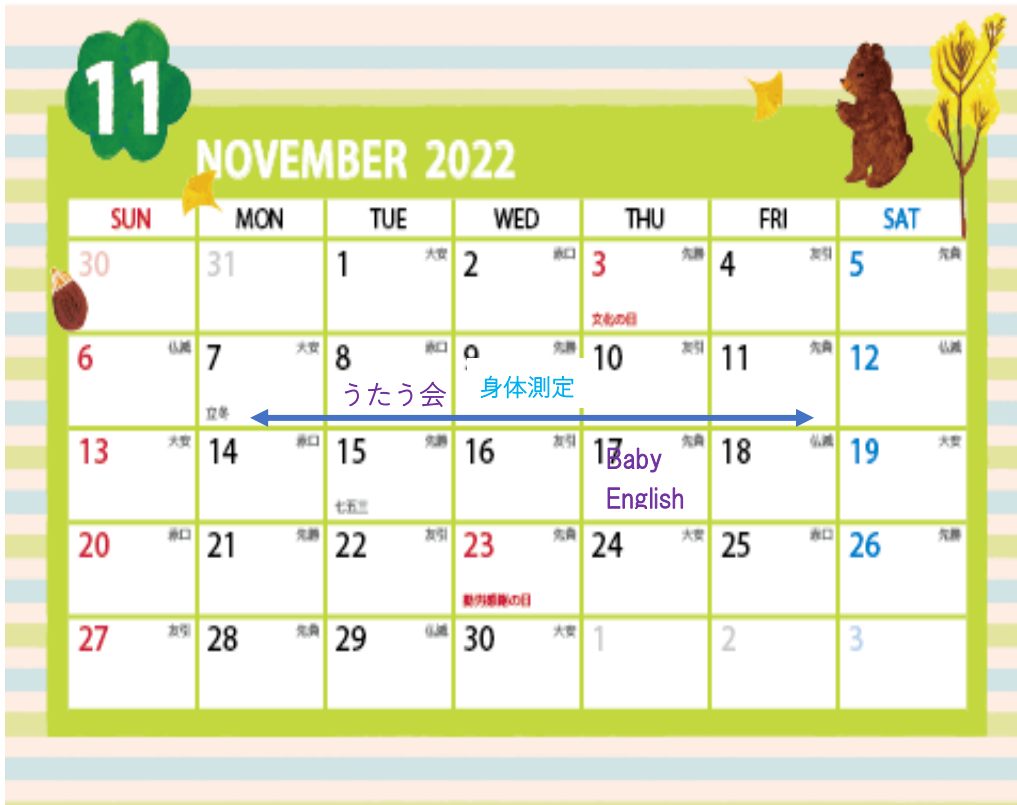 11
NOVEMBER 2022
SUN MON TUE WED THU FRI SAT
30 31 1 大安 2 赤口 3 先勝 4 友引 5 先負
文化の日
6 仏滅 7 大安 8 赤口 9 先勝 10 友引 11 先負 12 仏滅
うたう会 身体測定
立冬
13 大安 14 赤口 15 先勝 16 友引 17 先負 18 仏滅 19 大安
Baby
七五三 English
20 赤口 21 先勝 22 友引 23 先負 24 大安 25 赤口 26 先勝
勤労感謝の日
27 友引 28 先負 29 仏滅 30 大安 1 2 3